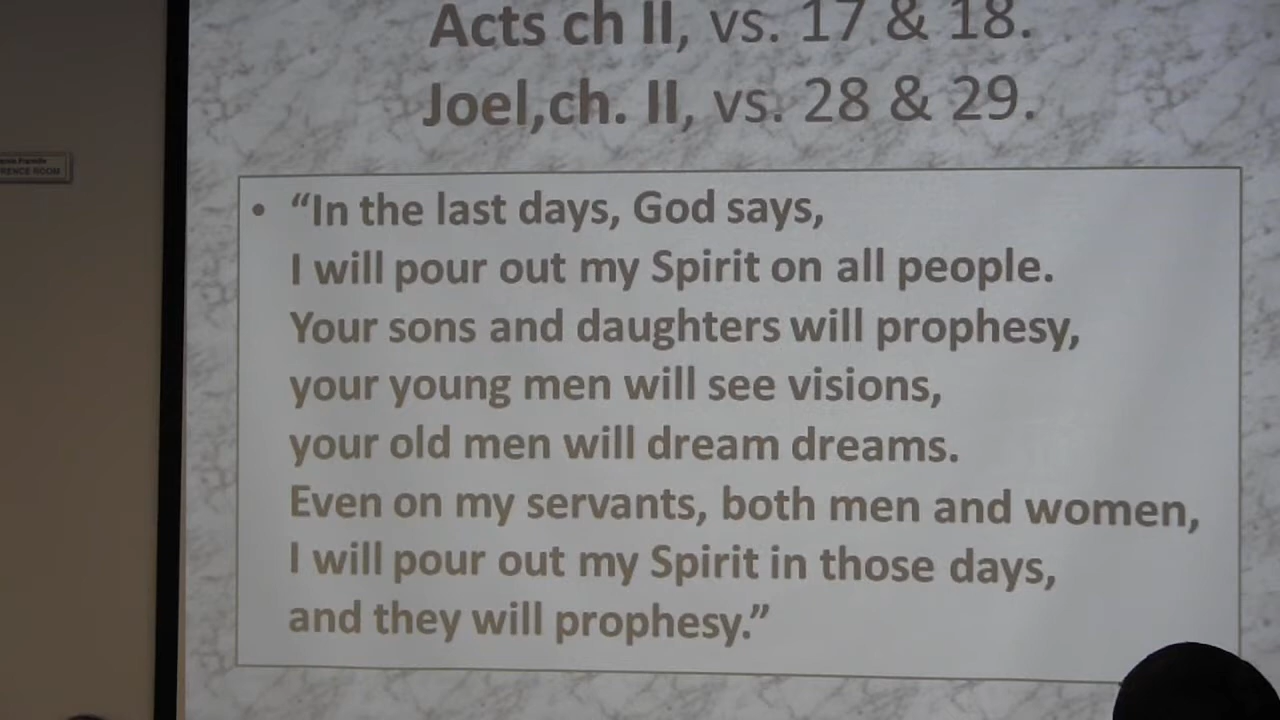 Acts ch II, vs. 17 & 18.
Joel,ch. II, vs. 28 & 29.
RENCE ROOM
• “In the last days, God says,
I will pour out my Spirit on all people.
Your sons and daughters will prophesy,
your young men will see visions,
your old men will dream dreams.
Even on my servants, both men and women,
I will pour out my Spirit in those days,
and they will prophesy.”